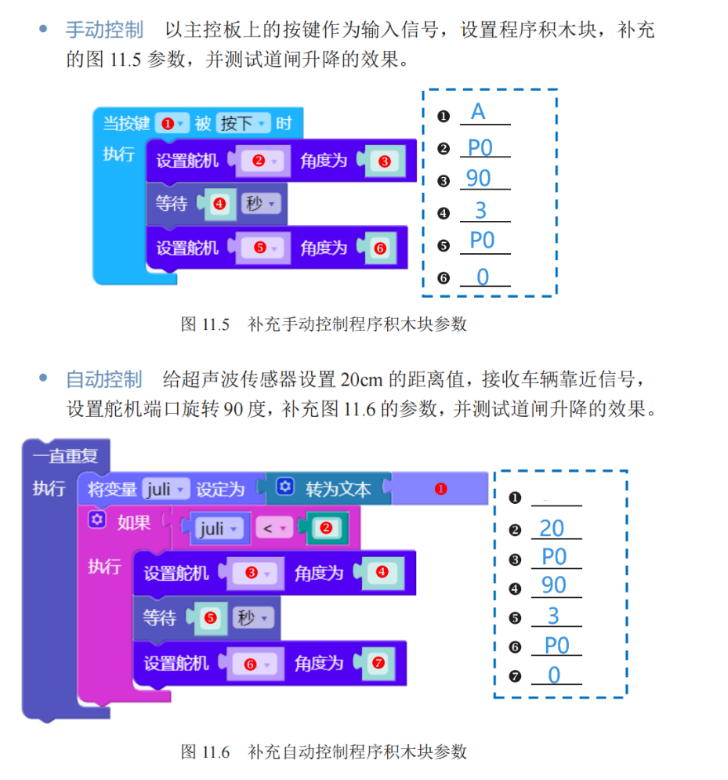 • 手动控制 以主控板上的按键作为输入信号，设置程序积木块，补充
的图 11.5 参数，并测试道闸升降的效果。
当按键 ❶ 被 按下 时
执行 设置舵机 ❷ 角度为 ❸
等待 ❹ 秒
设置舵机 ❺ 角度为 ❻
❶ A
❷ P0
❸ 90
❹ 3
❺ P0
❻ 0
图 11.5 补充手动控制程序积木块参数
• 自动控制 给超声波传感器设置 20cm 的距离值，接收车辆靠近信号，
设置舵机端口旋转 90 度，补充图 11.6 的参数，并测试道闸升降的效果。
一直重复
执行 将变量 juli 设定为 转为文本 ❶
如果 juli < ❷
执行 设置舵机 ❸ 角度为 ❹
等待 ❺ 秒
设置舵机 ❻ 角度为 ❼
❶
❷ 20
❸ P0
❹ 90
❺ 3
❻ P0
❼ 0
图 11.6 补充自动控制程序积木块参数